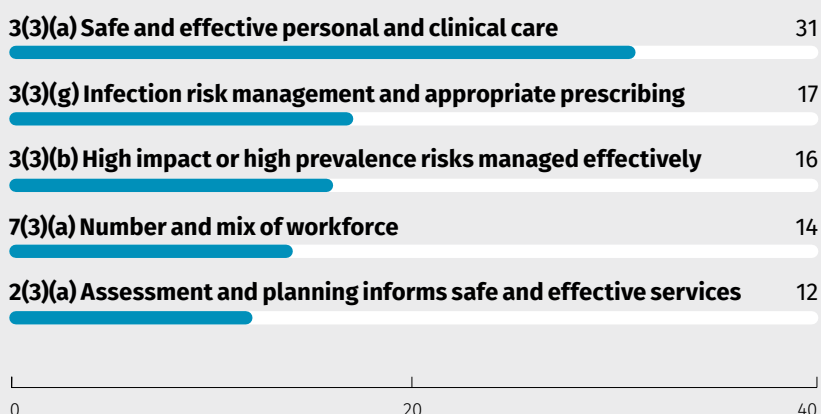 3(3)(a) Safe and effective personal and clinical care 31
3(3)(g) Infection risk management and appropriate prescribing 17
3(3)(b) High impact or high prevalence risks managed effectively 16
7(3)(a) Number and mix of workforce 14
2(3)(a) Assessment and planning informs safe and effective services 12
0 20 40